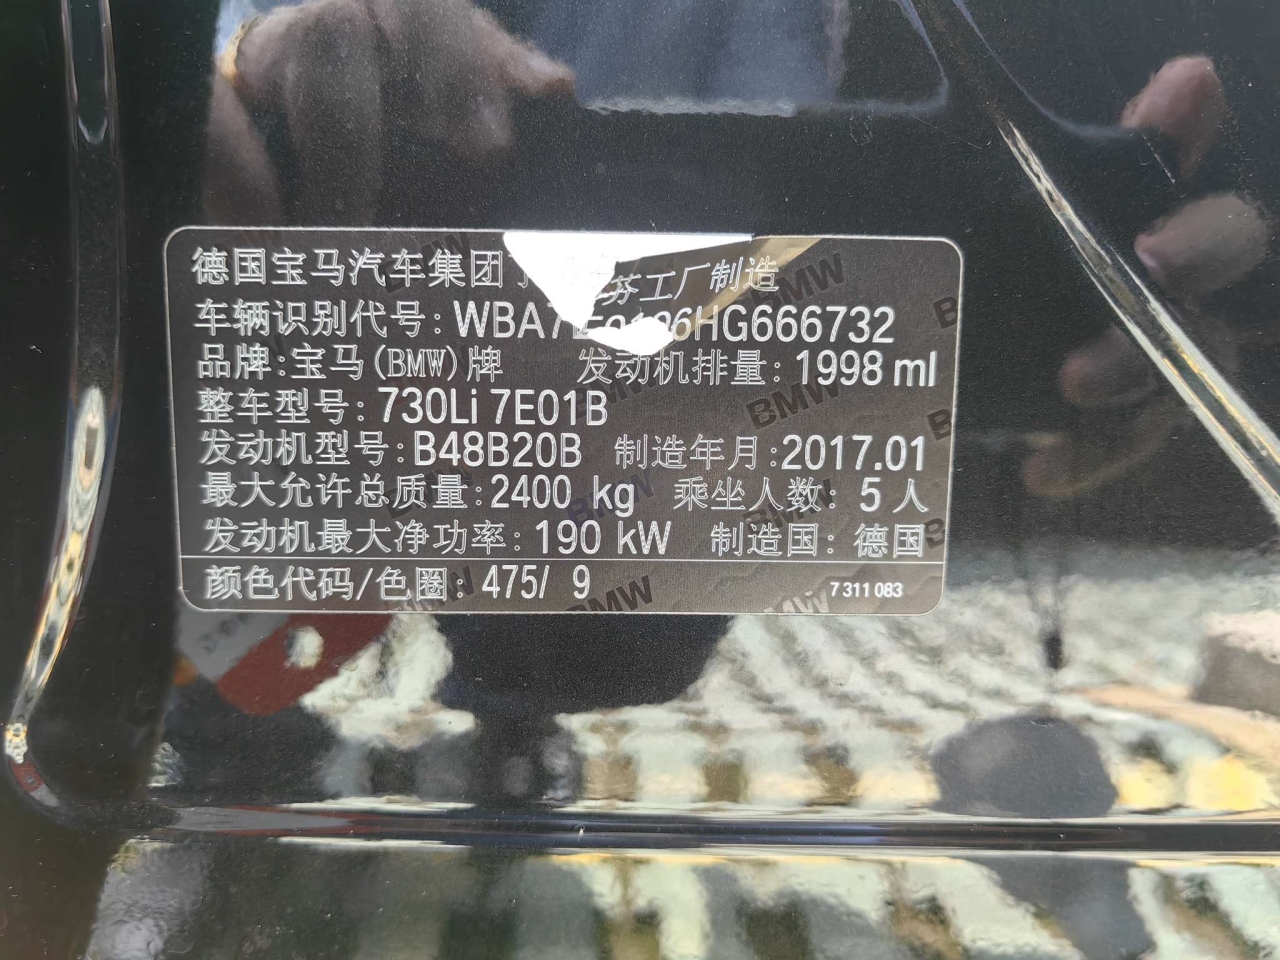 德国宝马汽车集团丁 芬工厂制造
车辆识别代号: WBA7E0106HG666732
品牌:宝马(BMW)牌 发动机排量: 1998 ml
整车型号: 730Li 7E01B
发动机型号: B48B20B 制造年月:2017.01
最大允许总质量:2400 kg 乘坐人数: 5 人
发动机最大净功率: 190 kW 制造国: 德国
颜色代码/色圈: 475/ 9 7 311 083